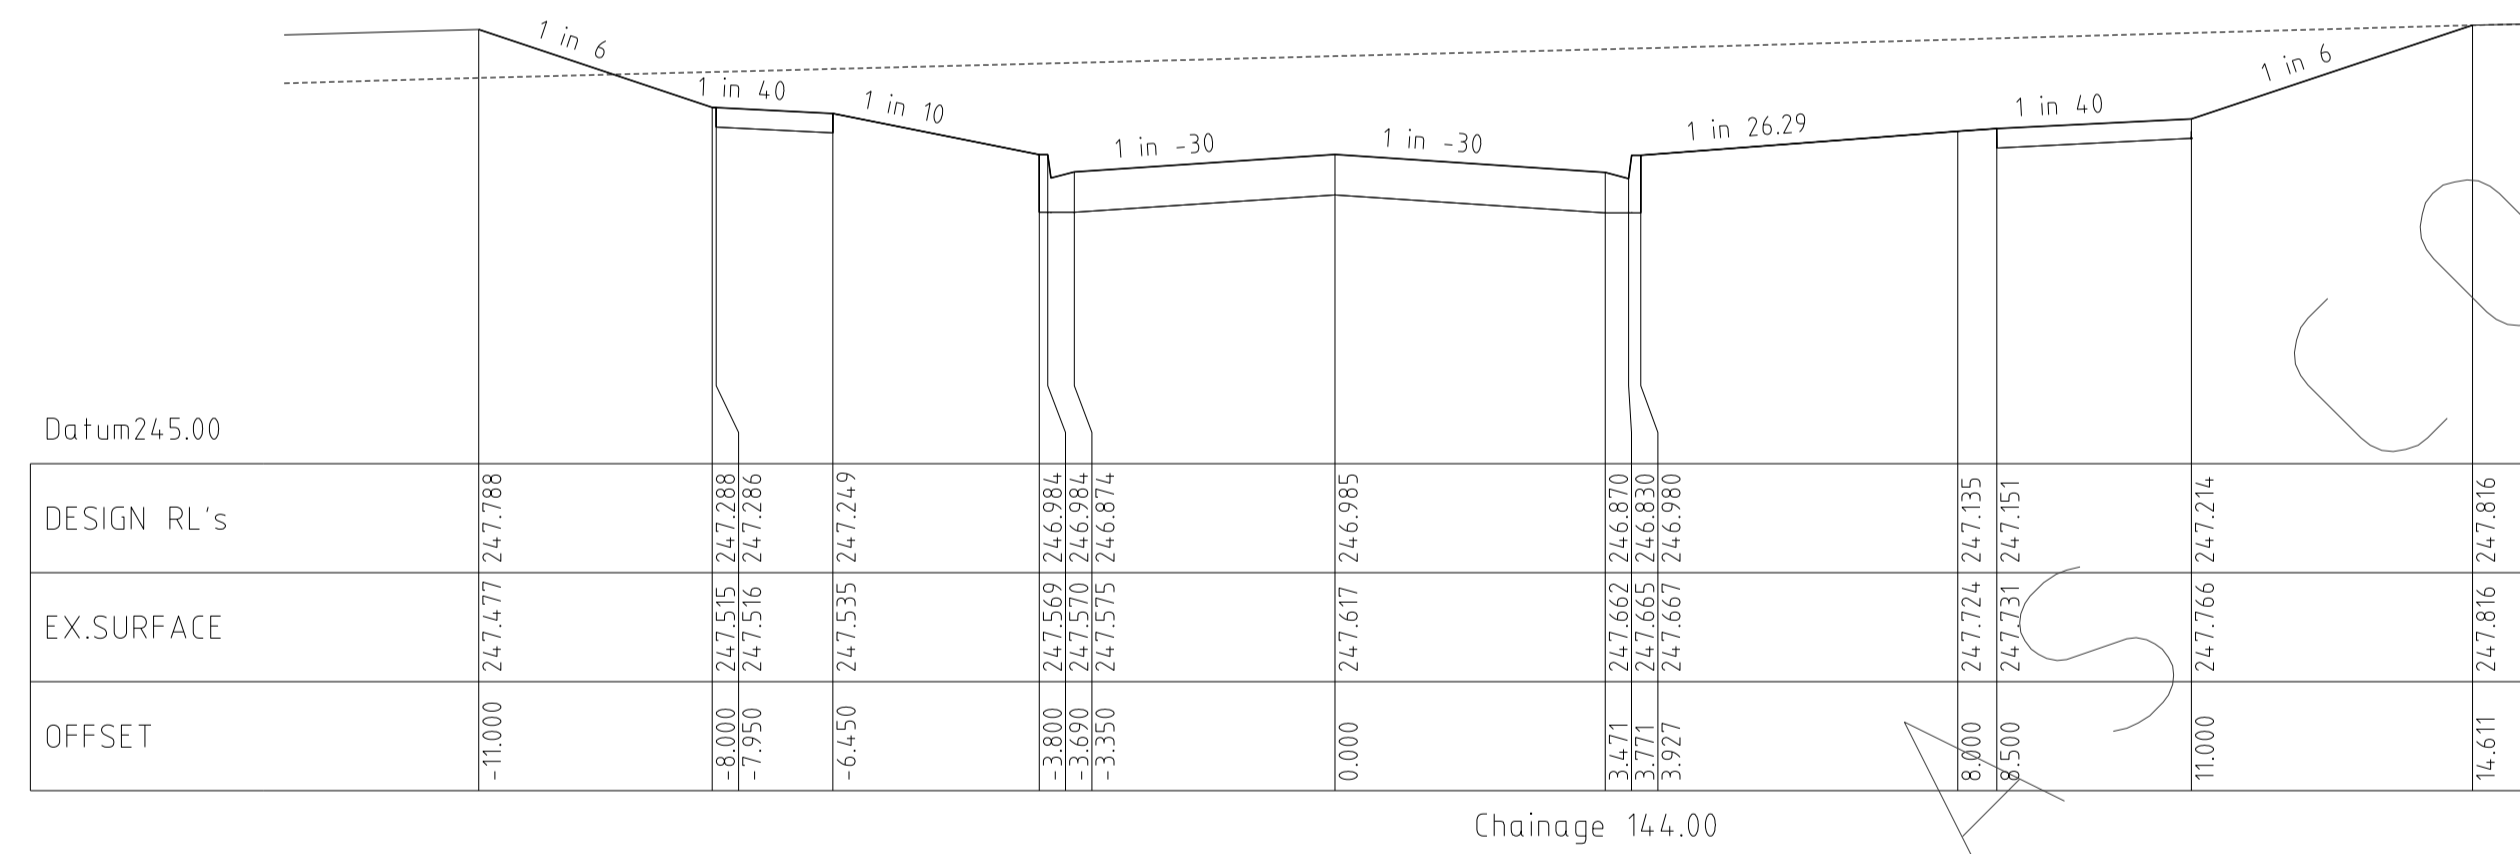 1 in 6
1 in 40
1 in 10
1 in -30
1 in -30
1 in 26.29
1 in 40
1 in 6
Datum245.00
DESIGN RL's 247.788 247.288 247.286 247.249 246.984 246.984 246.874 246.985 246.870 246.830 246.980 247.135 247.151 247.214 247.816
EX.SURFACE 247.477 247.515 247.516 247.535 247.569 247.570 247.575 247.617 247.662 247.665 247.667 247.724 247.731 247.766 247.816
OFFSET -11.000 -8.000 -7.950 -6.450 -3.800 -3.690 -3.350 0.000 3.471 3.771 3.927 8.000 8.500 11.000 14.611
Chainage 144.00